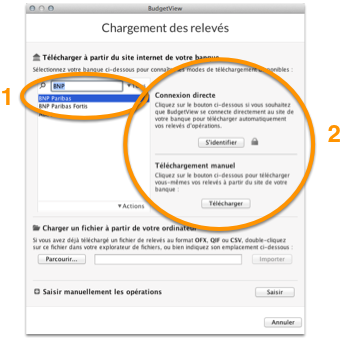 BudgetView
Chargement des relevés
Télécharger à partir du site internet de votre banque
Sélectionnez votre banque ci-dessous pour connaître les modes de téléchargement disponibles :
1
BNP
BNP Paribas
BNP Paribas Fortis
Connexion directe
Cliquez sur le bouton ci-dessous si vous souhaitez
que BudgetView se connecte directement au site de
votre banque pour télécharger automatiquement
vos relevés d'opérations.
2
S'identifier
Téléchargement manuel
Cliquez sur le bouton ci-dessous pour télécharger
vous-mêmes vos relevés à partir du site de votre
banque :
Télécharger
Actions
Charger un fichier à partir de votre ordinateur
Si vous avez déjà téléchargé un fichier de relevés au format OFX, QIF ou CSV, double-cliquez
sur ce fichier dans votre explorateur de fichiers, ou bien indiquez son emplacement ci-dessous :
Parcourir...
Importer
Saisir manuellement les opérations
Saisir
Annuler